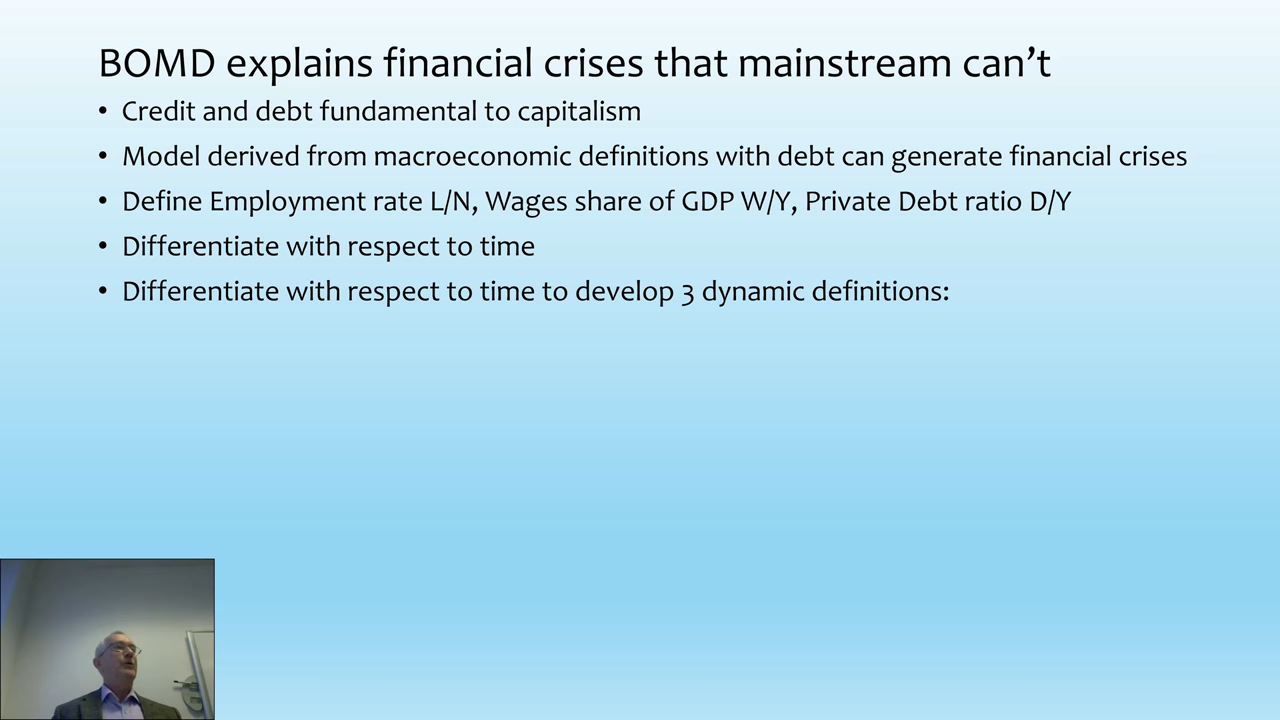 BOMD explains financial crises that mainstream can’t
• Credit and debt fundamental to capitalism
• Model derived from macroeconomic definitions with debt can generate financial crises
• Define Employment rate L/N, Wages share of GDP W/Y, Private Debt ratio D/Y
• Differentiate with respect to time
• Differentiate with respect to time to develop 3 dynamic definitions: